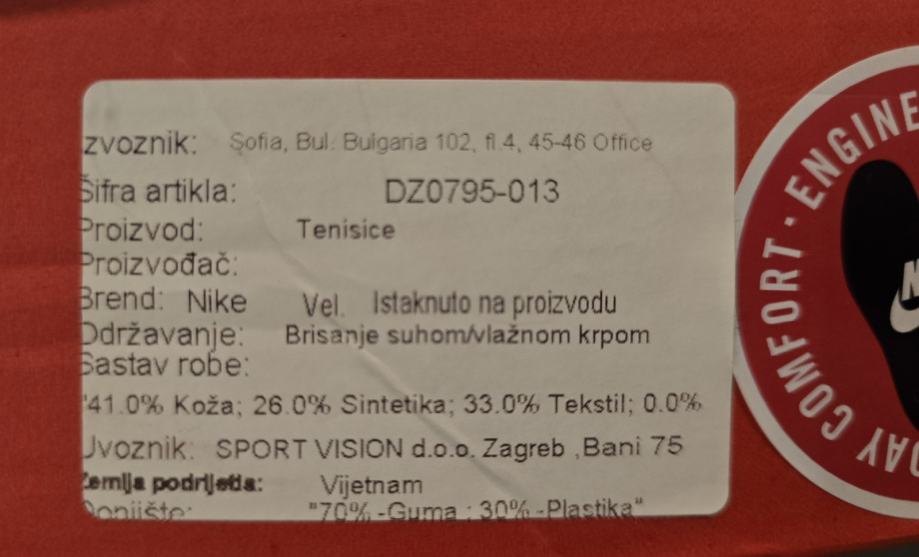 zvoznik: Sofia, Bul. Bulgaria 102, fl.4, 45-46 Office
Šifra artikla: DZ0795-013
Proizvod: Tenisice
Proizvođač:
Brend: Nike Vel. Istaknuto na proizvodu
Održavanje: Brisanje suhom/vlažnom krpom
Sastav robe:
"41.0% Koža; 26.0% Sintetika; 33.0% Tekstil; 0.0%
Uvoznik: SPORT VISION d.o.o. Zagreb ,Bani 75
Zemlja podrijetla: Vijetnam
Donjište: "70% -Guma ; 30% -Plastika"
DAY COMFORT · ENGINE